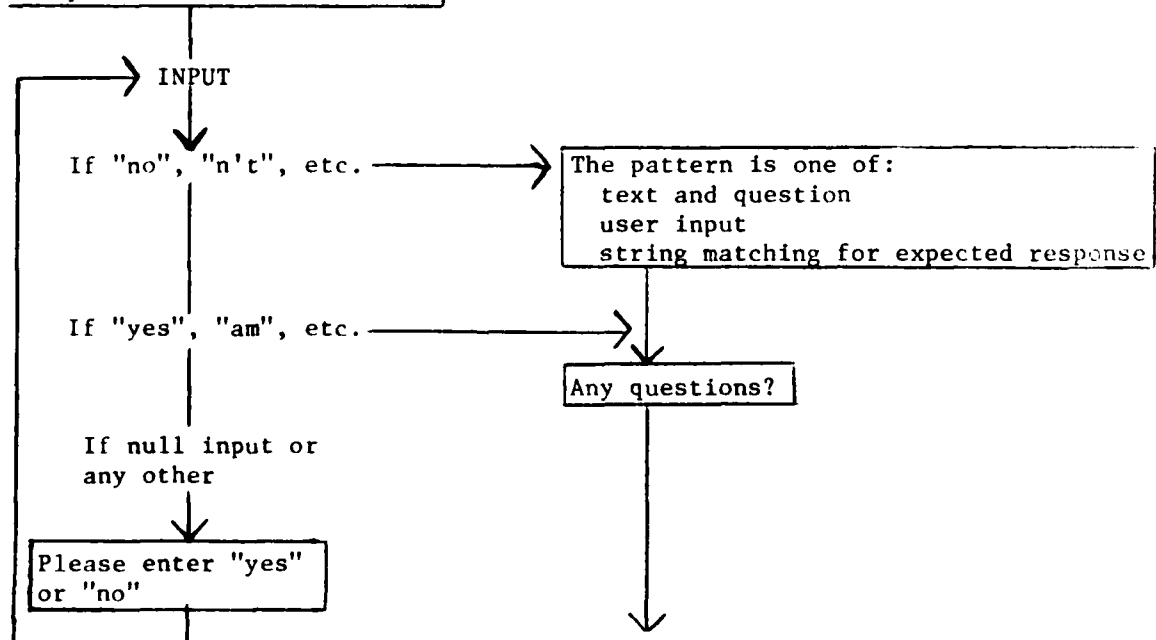 INPUT
If "no", "n't", etc.
The pattern is one of:
text and question
user input
string matching for expected response
If "yes", "am", etc.
Any questions?
If null input or
any other
Please enter "yes"
or "no"